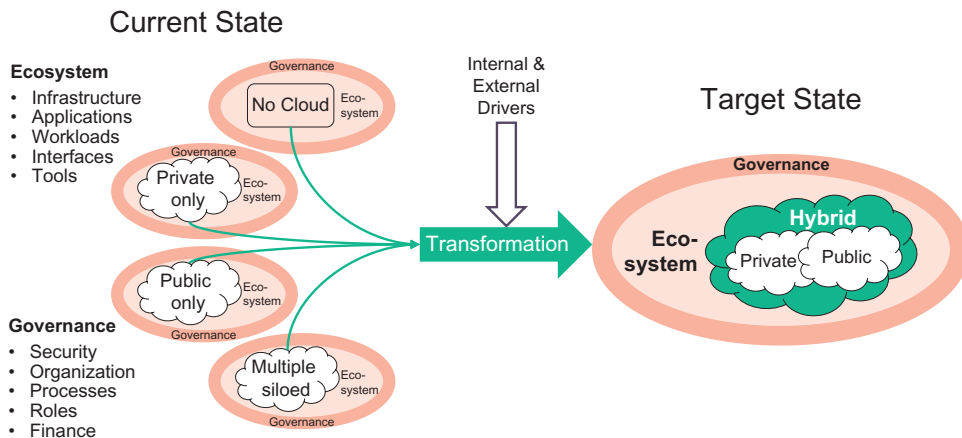 Current State
Ecosystem
• Infrastructure
• Applications
• Workloads
• Interfaces
• Tools
Governance
No Cloud
Eco-
system
Governance
Private
only
Eco-
system
Public
only
Eco-
system
Governance
Multiple
siloed
Eco-
system
Governance
Governance
• Security
• Organization
• Processes
• Roles
• Finance
Internal &
External
Drivers
Transformation
Target State
Governance
Hybrid
Eco-
system
Private
Public